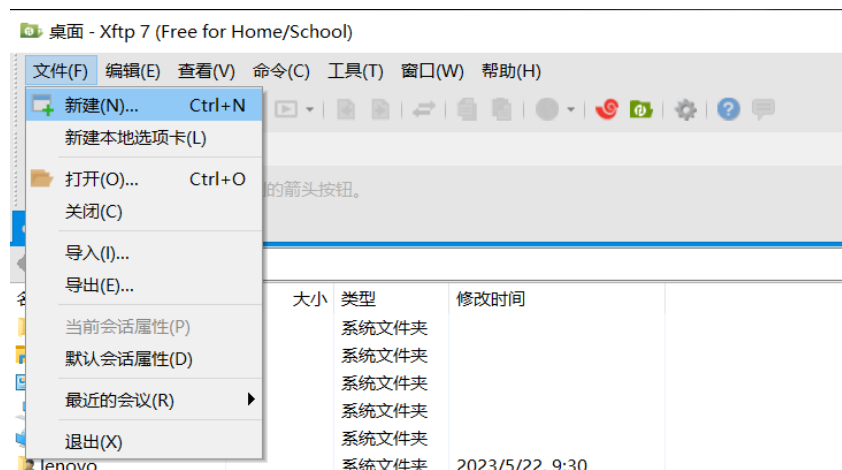 桌面 - Xftp 7 (Free for Home/School)
文件(F) 编辑(E) 查看(V) 命令(C) 工具(T) 窗口(W) 帮助(H)
新建(N)... Ctrl+N
新建本地选项卡(L)
打开(O)... Ctrl+O
的箭头按钮。
关闭(C)
导入(I)...
导出(E)...
大小 类型 修改时间
当前会话属性(P)
系统文件夹
默认会话属性(D)
系统文件夹
系统文件夹
最近的会议(R)
系统文件夹
退出(X)
系统文件夹
lenovo 系统文件夹 2023/5/22, 9:30